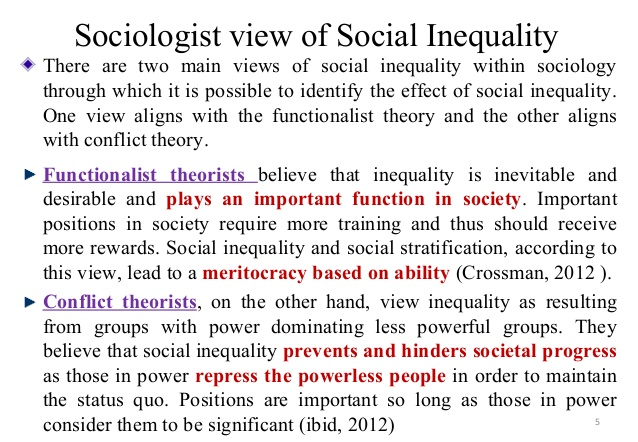 Sociologist view of Social Inequality
There are two main views of social inequality within sociology
through which it is possible to identify the effect of social inequality.
One view aligns with the functionalist theory and the other aligns
with conflict theory.
Functionalist theorists believe that inequality is inevitable and
desirable and plays an important function in society. Important
positions in society require more training and thus should receive
more rewards. Social inequality and social stratification, according to
this view, lead to a meritocracy based on ability (Crossman, 2012 ).
Conflict theorists, on the other hand, view inequality as resulting
from groups with power dominating less powerful groups. They
believe that social inequality prevents and hinders societal progress
as those in power repress the powerless people in order to maintain
the status quo. Positions are important so long as those in power
consider them to be significant (ibid, 2012)
5